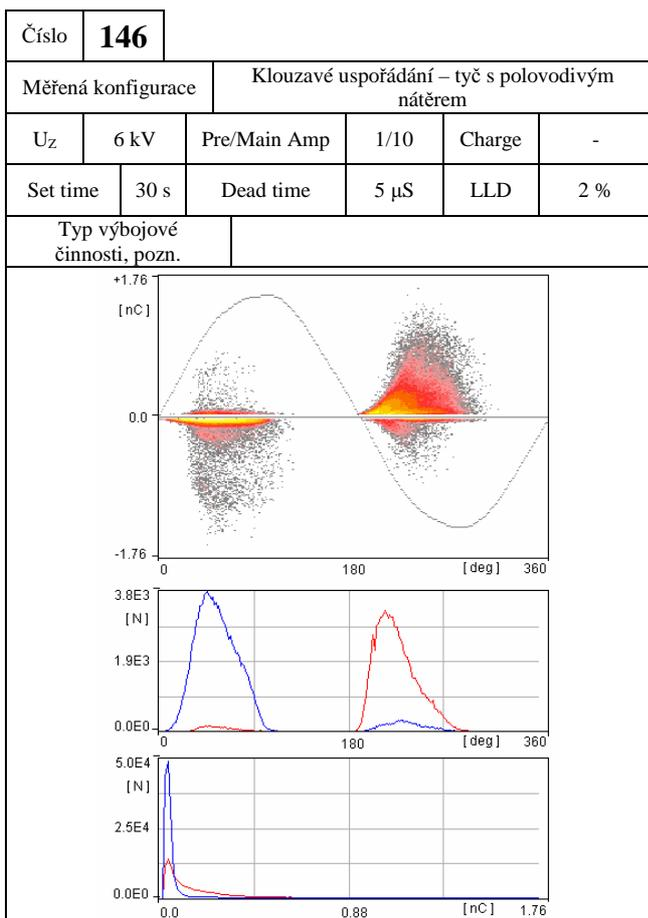 Číslo 146
Měřená konfigurace Klouzavé uspořádání – tyč s polovodivým
nátěrem
UZ 6 kV Pre/Main Amp 1/10 Charge -
Set time 30 s Dead time 5 μS LLD 2 %
Typ výbojové
činnosti, pozn.
+1.76
[nC]
0.0
-1.76
0 180 [deg] 360
3.8E3
[N]
1.9E3
0.0E0
0 180 [deg] 360
5.0E4
[N]
2.5E4
0.0E0
0.0 0.88 [nC] 1.76